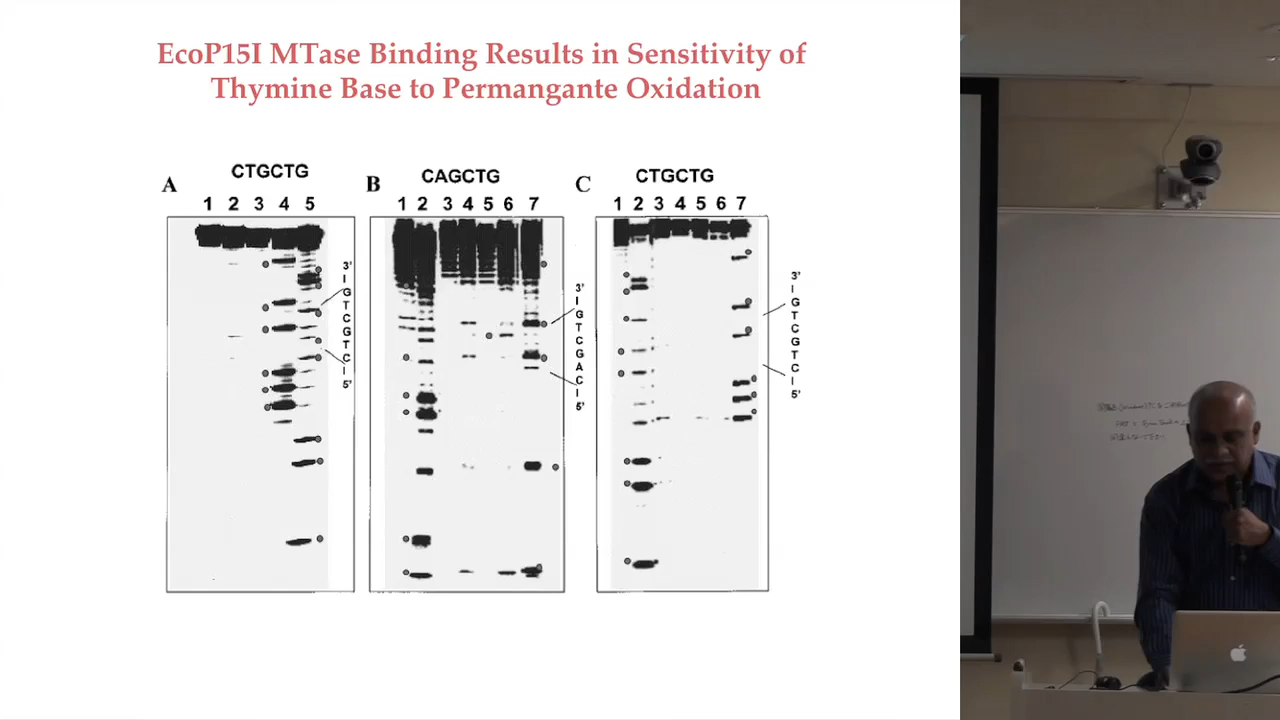 EcoP15I MTase Binding Results in Sensitivity of
Thymine Base to Permangante Oxidation
A
CTGCTG
1 2 3 4 5
3'
I
G
T
C
G
T
C
I
5'
B
CAGCTG
1 2 3 4 5 6 7
3'
I
G
T
C
G
A
C
I
5'
C
CTGCTG
1 2 3 4 5 6 7
3'
I
G
T
C
G
T
C
I
5'